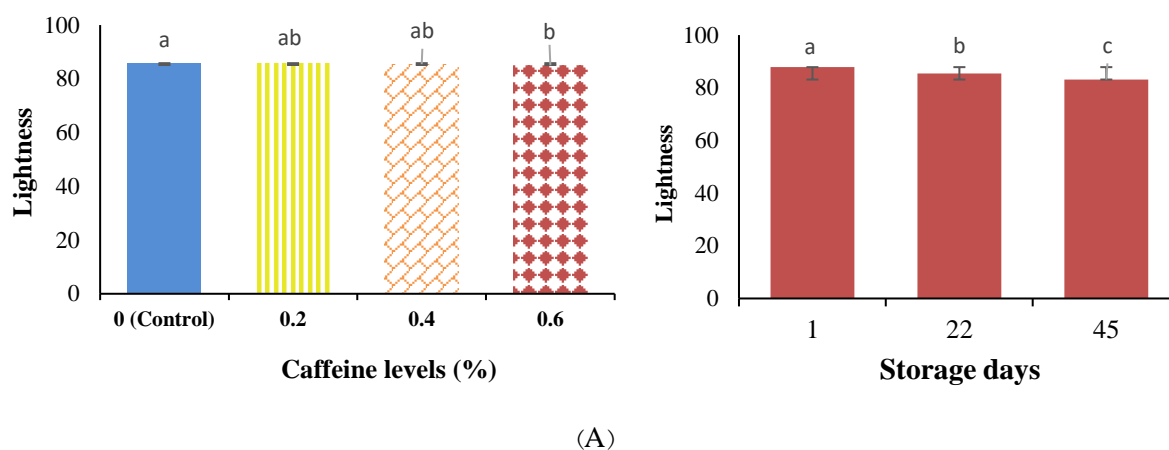 100
80
60
40
20
0
Lightness
a
ab
ab
b
0 (Control)
0.2
0.4
0.6
Caffeine levels (%)
100
80
60
40
20
0
Lightness
a
b
c
1
22
45
Storage days
(A)